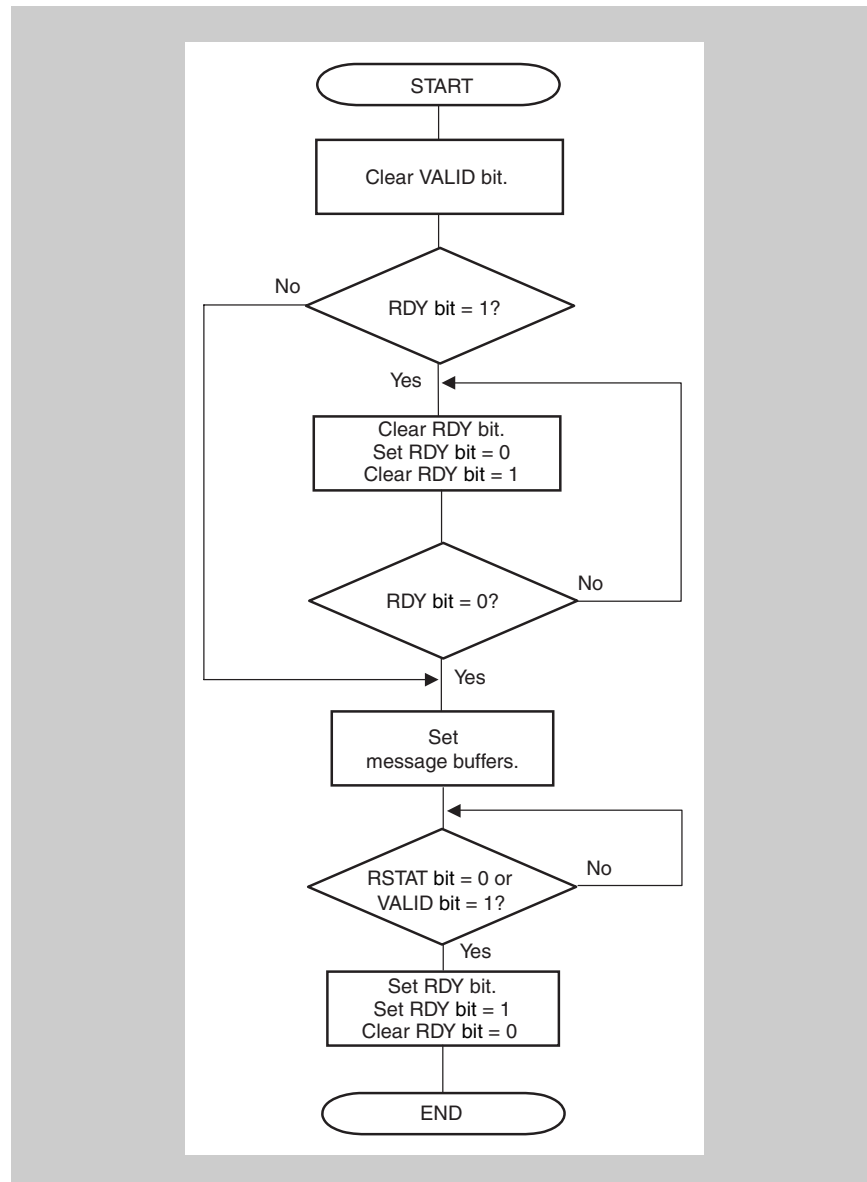 START
Clear VALID bit.
No
RDY bit = 1?
Yes
Clear RDY bit.
Set RDY bit = 0
Clear RDY bit = 1
No
RDY bit = 0?
Yes
Set
message buffers.
No
RSTAT bit = 0 or
VALID bit = 1?
Yes
Set RDY bit.
Set RDY bit = 1
Clear RDY bit = 0
END